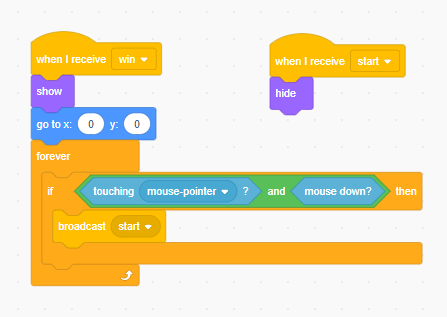 when I receive win
show
go to x: 0 y: 0
forever
if touching mouse-pointer ? and mouse down? then
broadcast start
when I receive start
hide